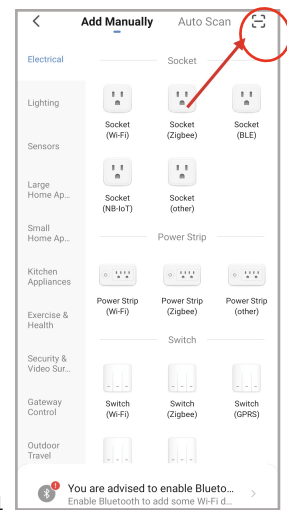 Add Manually Auto Scan
Electrical
Socket
Lighting
Socket
(Wi-Fi)
Socket
(Zigbee)
Socket
(BLE)
Sensors
Large
Home Ap...
Socket
(NB-IoT)
Socket
(other)
Small
Home Ap...
Power Strip
Kitchen
Appliances
Power Strip
(Wi-Fi)
Power Strip
(Zigbee)
Power Strip
(other)
Exercise &
Health
Switch
Security &
Video Sur...
Gateway
Control
Switch
(Wi-Fi)
Switch
(Zigbee)
Switch
(GPRS)
Outdoor
Travel
You are advised to enable Blueto...
Enable Bluetooth to add some Wi-Fi d...